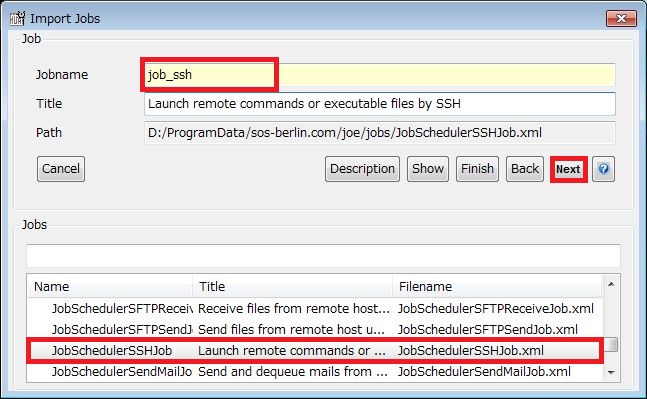 Import Jobs
Job
Jobname job_ssh
Title Launch remote commands or executable files by SSH
Path D:/ProgramData/sos-berlin.com/joe/jobs/JobSchedulerSSHJob.xml
Cancel Description Show Finish Back Next ?
Jobs
Name Title Filename
JobSchedulerSFTPReceiv Receive files from remote host... JobSchedulerSFTPReceiveJob.xml
JobSchedulerSFTPSendJ Send files from remote host u... JobSchedulerSFTPSendJob.xml
JobSchedulerSSHJob Launch remote commands or ... JobSchedulerSSHJob.xml
JobSchedulerSendMailJo Send and dequeue mails from ... JobSchedulerSendMailJob.xml